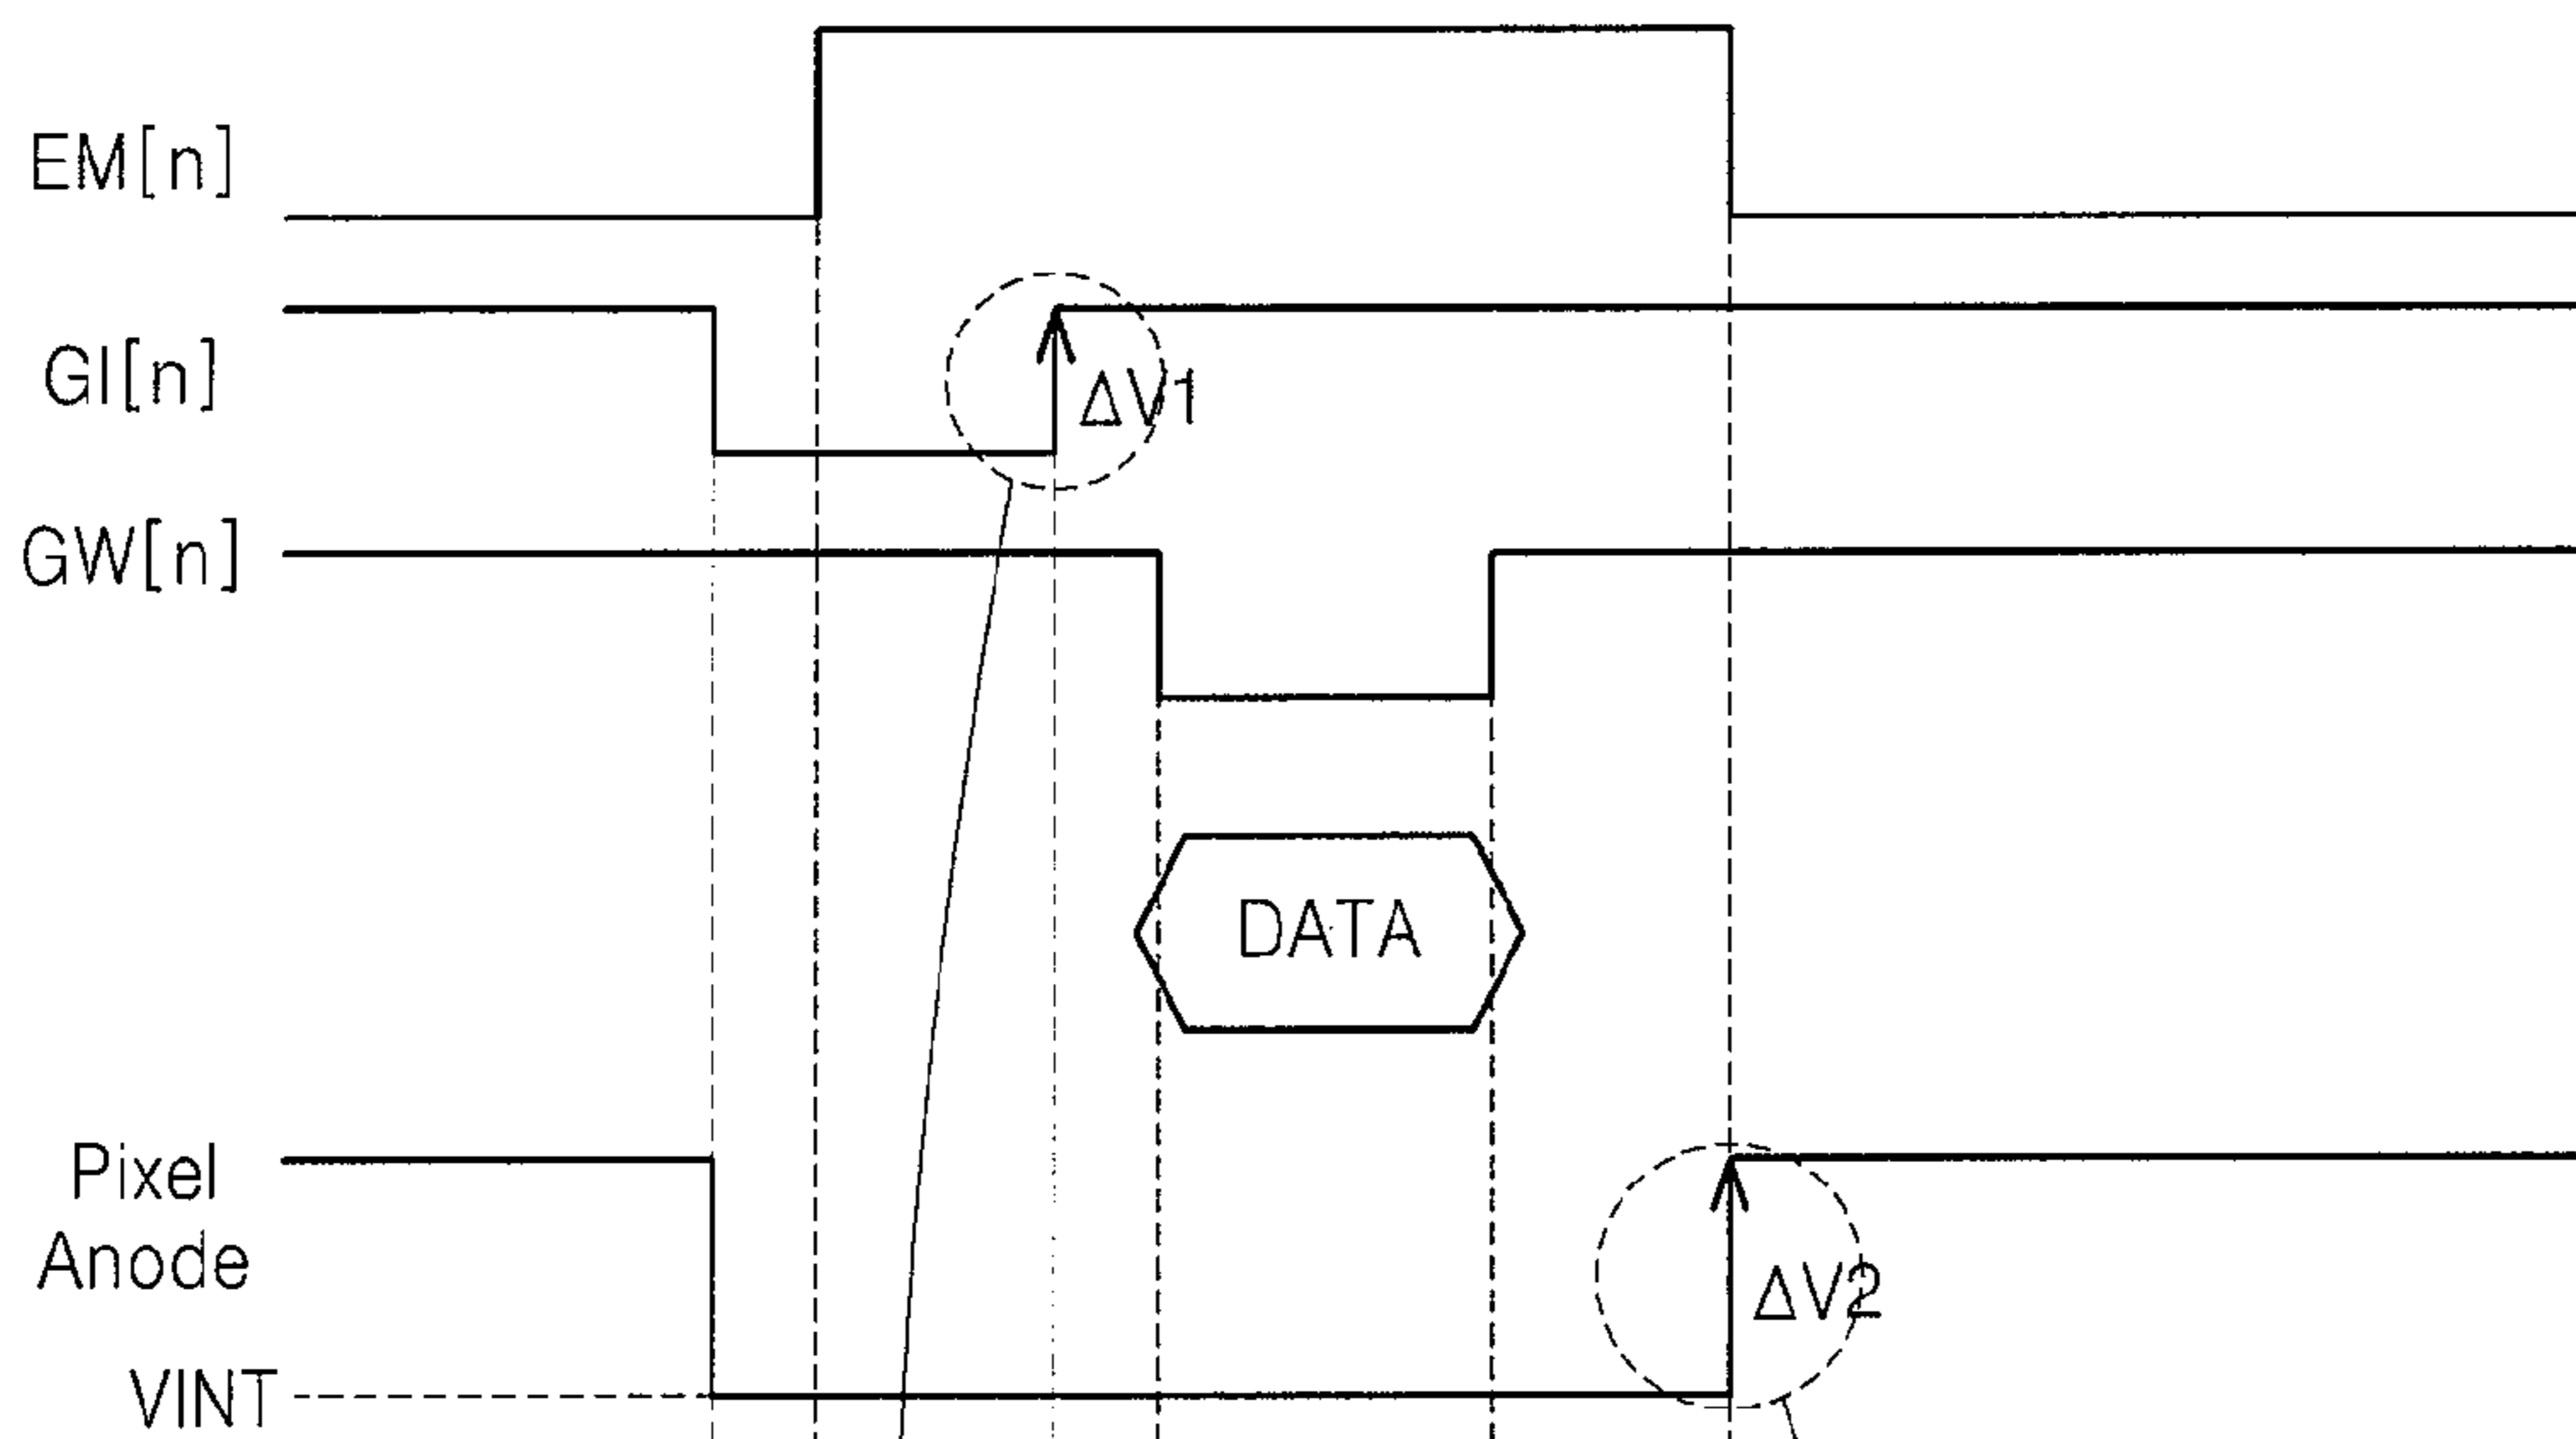 EM[n]
GI[n]
ΔV1
GW[n]
DATA
Pixel
Anode
ΔV2
VINT